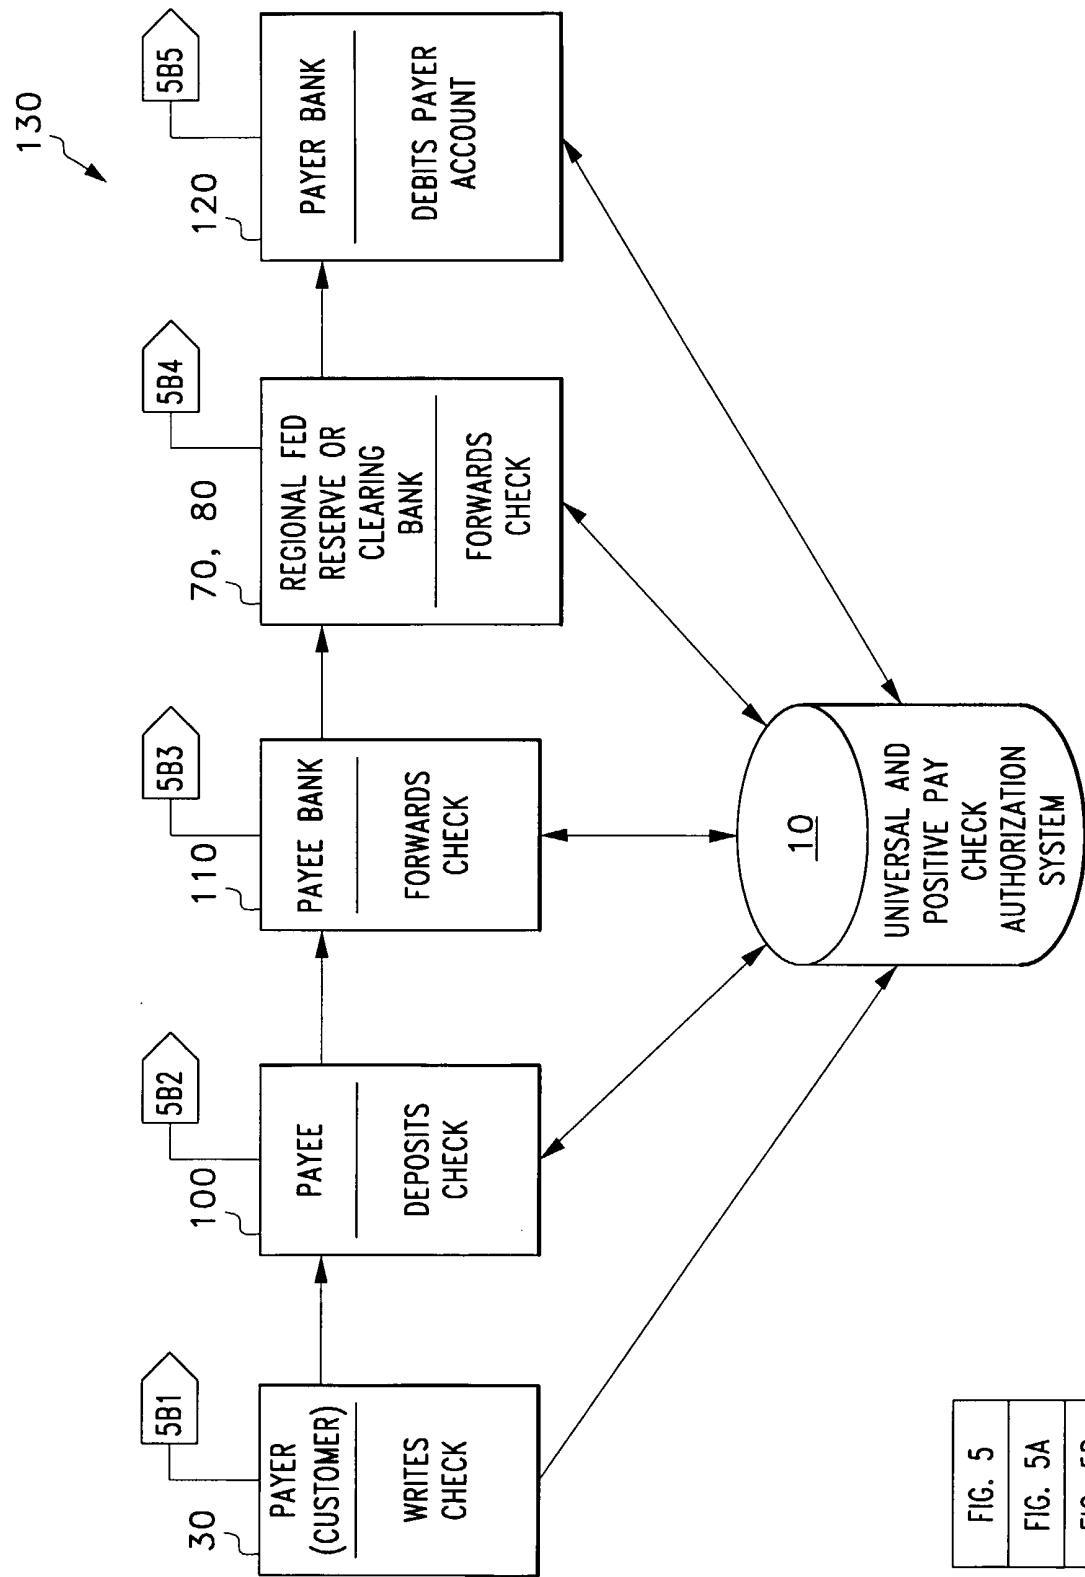 130
5B1
5B2
5B3
5B4
5B5
30
100
110
70, 80
120
PAYER
(CUSTOMER)
WRITES
CHECK
PAYEE
DEPOSITS
CHECK
PAYEE BANK
FORWARDS
CHECK
REGIONAL FED
RESERVE OR
CLEARING
BANK
FORWARDS
CHECK
PAYER BANK
DEBITS PAYER
ACCOUNT
10
UNIVERSAL AND
POSITIVE PAY
CHECK
AUTHORIZATION
SYSTEM
FIG. 5
FIG. 5A